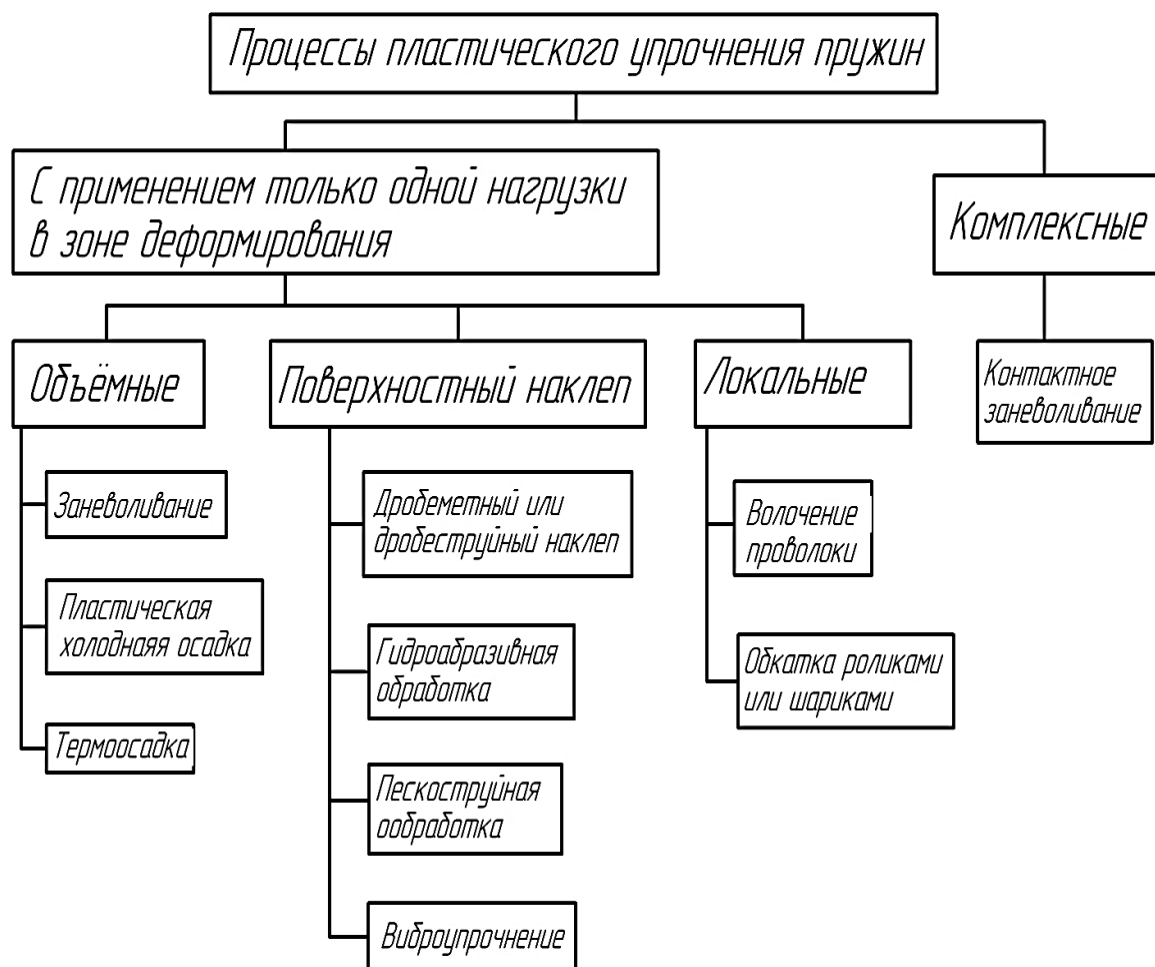 Процессы пластического упрочнения пружин
С применением только одной нагрузки
в зоне деформирования
Комплексные
Объёмные
Поверхностный наклеп
Локальные
Контактное
заневоливание
Заневоливание
Пластическая
холодная осадка
Термоосадка
Дробеметный или
дробеструйный наклеп
Гидроабразивная
обработка
Пескоструйная
ообработка
Виброупрочнение
Волочение
проволоки
Обкатка роликами
или шариками